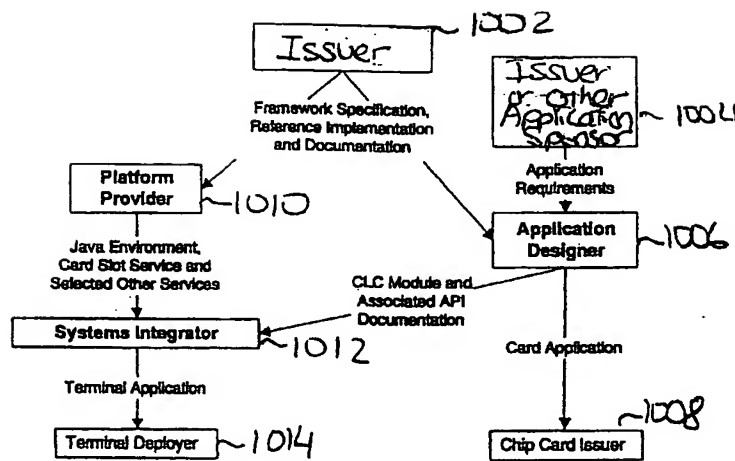 1002
Issuer
Issuer
or other
Application
Sponsor
1004
Framework Specification,
Reference Implementation
and Documentation
Application
Requirements
Platform
Provider
1010
Application
Designer
1006
Java Environment,
Card Slot Service and
Selected Other Services
CLC Module and
Associated API
Documentation
Systems Integrator
1012
Card Application
Terminal Application
1008
Terminal Deployer
1014
Chip Card Issuer